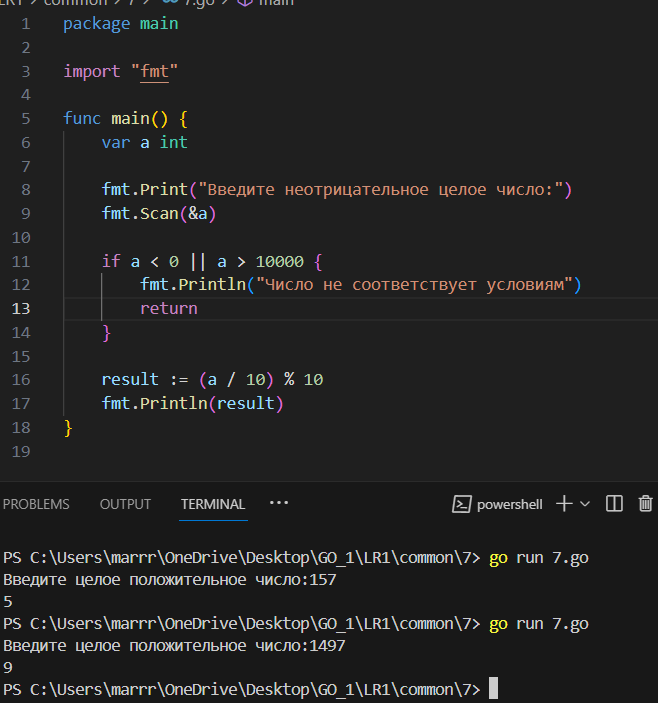 LR1 > common > 7 > 7.go > main
1 package main
2
3 import "fmt"
4
5 func main() {
6 var a int
7
8 fmt.Print("Введите неотрицательное целое число:")
9 fmt.Scan(&a)
10
11 if a < 0 || a > 10000 {
12 fmt.Println("Число не соответствует условиям")
13 return
14 }
15
16 result := (a / 10) % 10
17 fmt.Println(result)
18 }
19
PROBLEMS OUTPUT TERMINAL ··· powershell
PS C:\Users\marrr\OneDrive\Desktop\GO_1\LR1\common\7> go run 7.go
Введите целое положительное число:157
5
PS C:\Users\marrr\OneDrive\Desktop\GO_1\LR1\common\7> go run 7.go
Введите целое положительное число:1497
9
PS C:\Users\marrr\OneDrive\Desktop\GO_1\LR1\common\7>